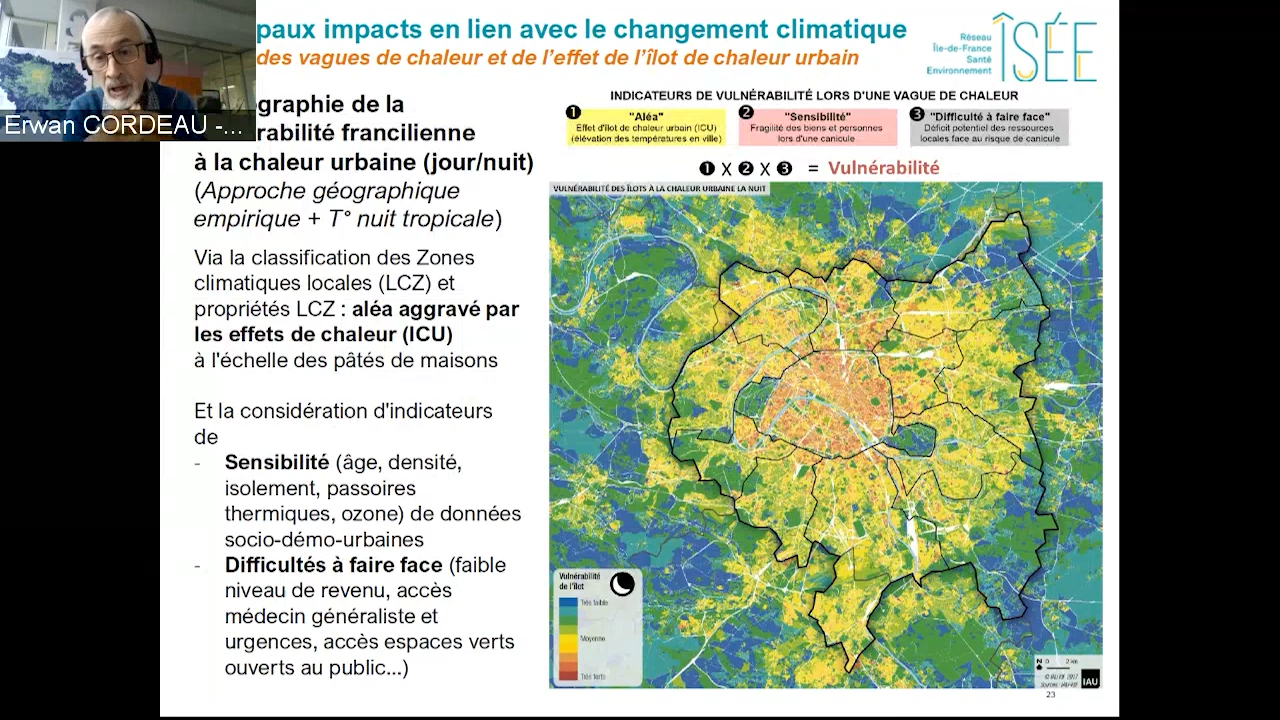 paux impacts en lien avec le changement climatique
des vagues de chaleur et de l'effet de l'îlot de chaleur urbain
Réseau
Île-de-France
Santé
Environnement
ÎSÉE
Erwan CORDEAU -...
graphie de la
rabilité francilienne
à la chaleur urbaine (jour/nuit)
(Approche géographique
empirique + T° nuit tropicale)
Via la classification des Zones
climatiques locales (LCZ) et
propriétés LCZ : aléa aggravé par
les effets de chaleur (ICU)
à l'échelle des pâtés de maisons
Et la considération d'indicateurs
de
- Sensibilité (âge, densité,
isolement, passoires
thermiques, ozone) de données
socio-démo-urbaines
- Difficultés à faire face (faible
niveau de revenu, accès
médecin généraliste et
urgences, accès espaces verts
ouverts au public...)
INDICATEURS DE VULNÉRABILITÉ LORS D'UNE VAGUE DE CHALEUR
1 "Aléa"
Effet d'îlot de chaleur urbain (ICU)
(élévation des températures en ville)
2 "Sensibilité"
Fragilité des biens et personnes
lors d'une canicule
3 "Difficulté à faire face"
Déficit potentiel des ressources
locales face au risque de canicule
1 X 2 X 3 = Vulnérabilité
VULNÉRABILITÉ DES ÎLOTS À LA CHALEUR URBAINE LA NUIT
Vulnérabilité
de l'îlot
Très faible
Moyenne
Très forte
N 0 2 km
© IAU IDF 2017
IAU
23